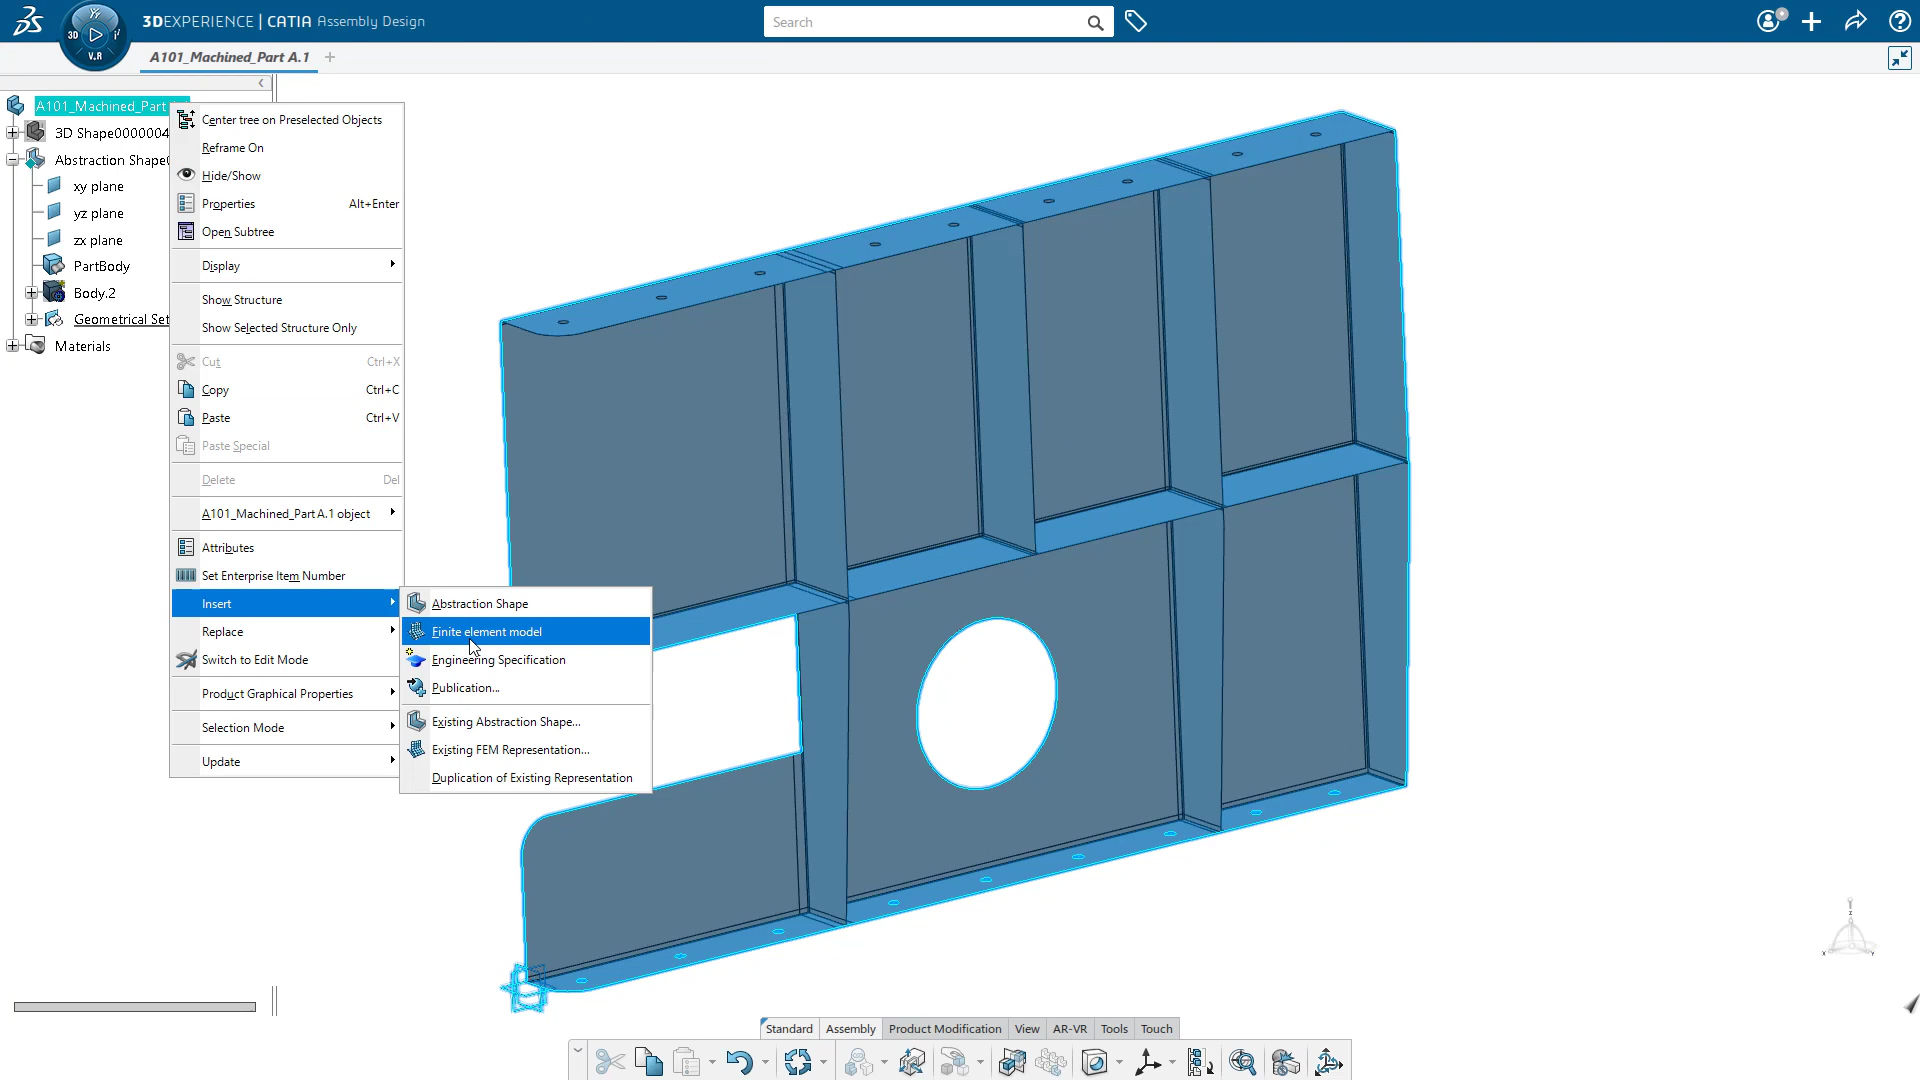 3DEXPERIENCE | CATIA Assembly Design
Search
3D
V.R
A101_Machined_Part A.1
A101_Machined_Part
3D Shape0000004
Abstraction Shape
xy plane
yz plane
zx plane
PartBody
Body.2
Geometrical Set
Materials
Center tree on Preselected Objects
Reframe On
Hide/Show
Properties Alt+Enter
Open Subtree
Display
Show Structure
Show Selected Structure Only
Cut Ctrl+X
Copy Ctrl+C
Paste Ctrl+V
Paste Special
Delete Del
A101_Machined_Part A.1 object
Attributes
Set Enterprise Item Number
Insert
Replace
Switch to Edit Mode
Product Graphical Properties
Selection Mode
Update
Abstraction Shape
Finite element model
Engineering Specification
Publication...
Existing Abstraction Shape...
Existing FEM Representation...
Duplication of Existing Representation
Standard Assembly Product Modification View AR-VR Tools Touch